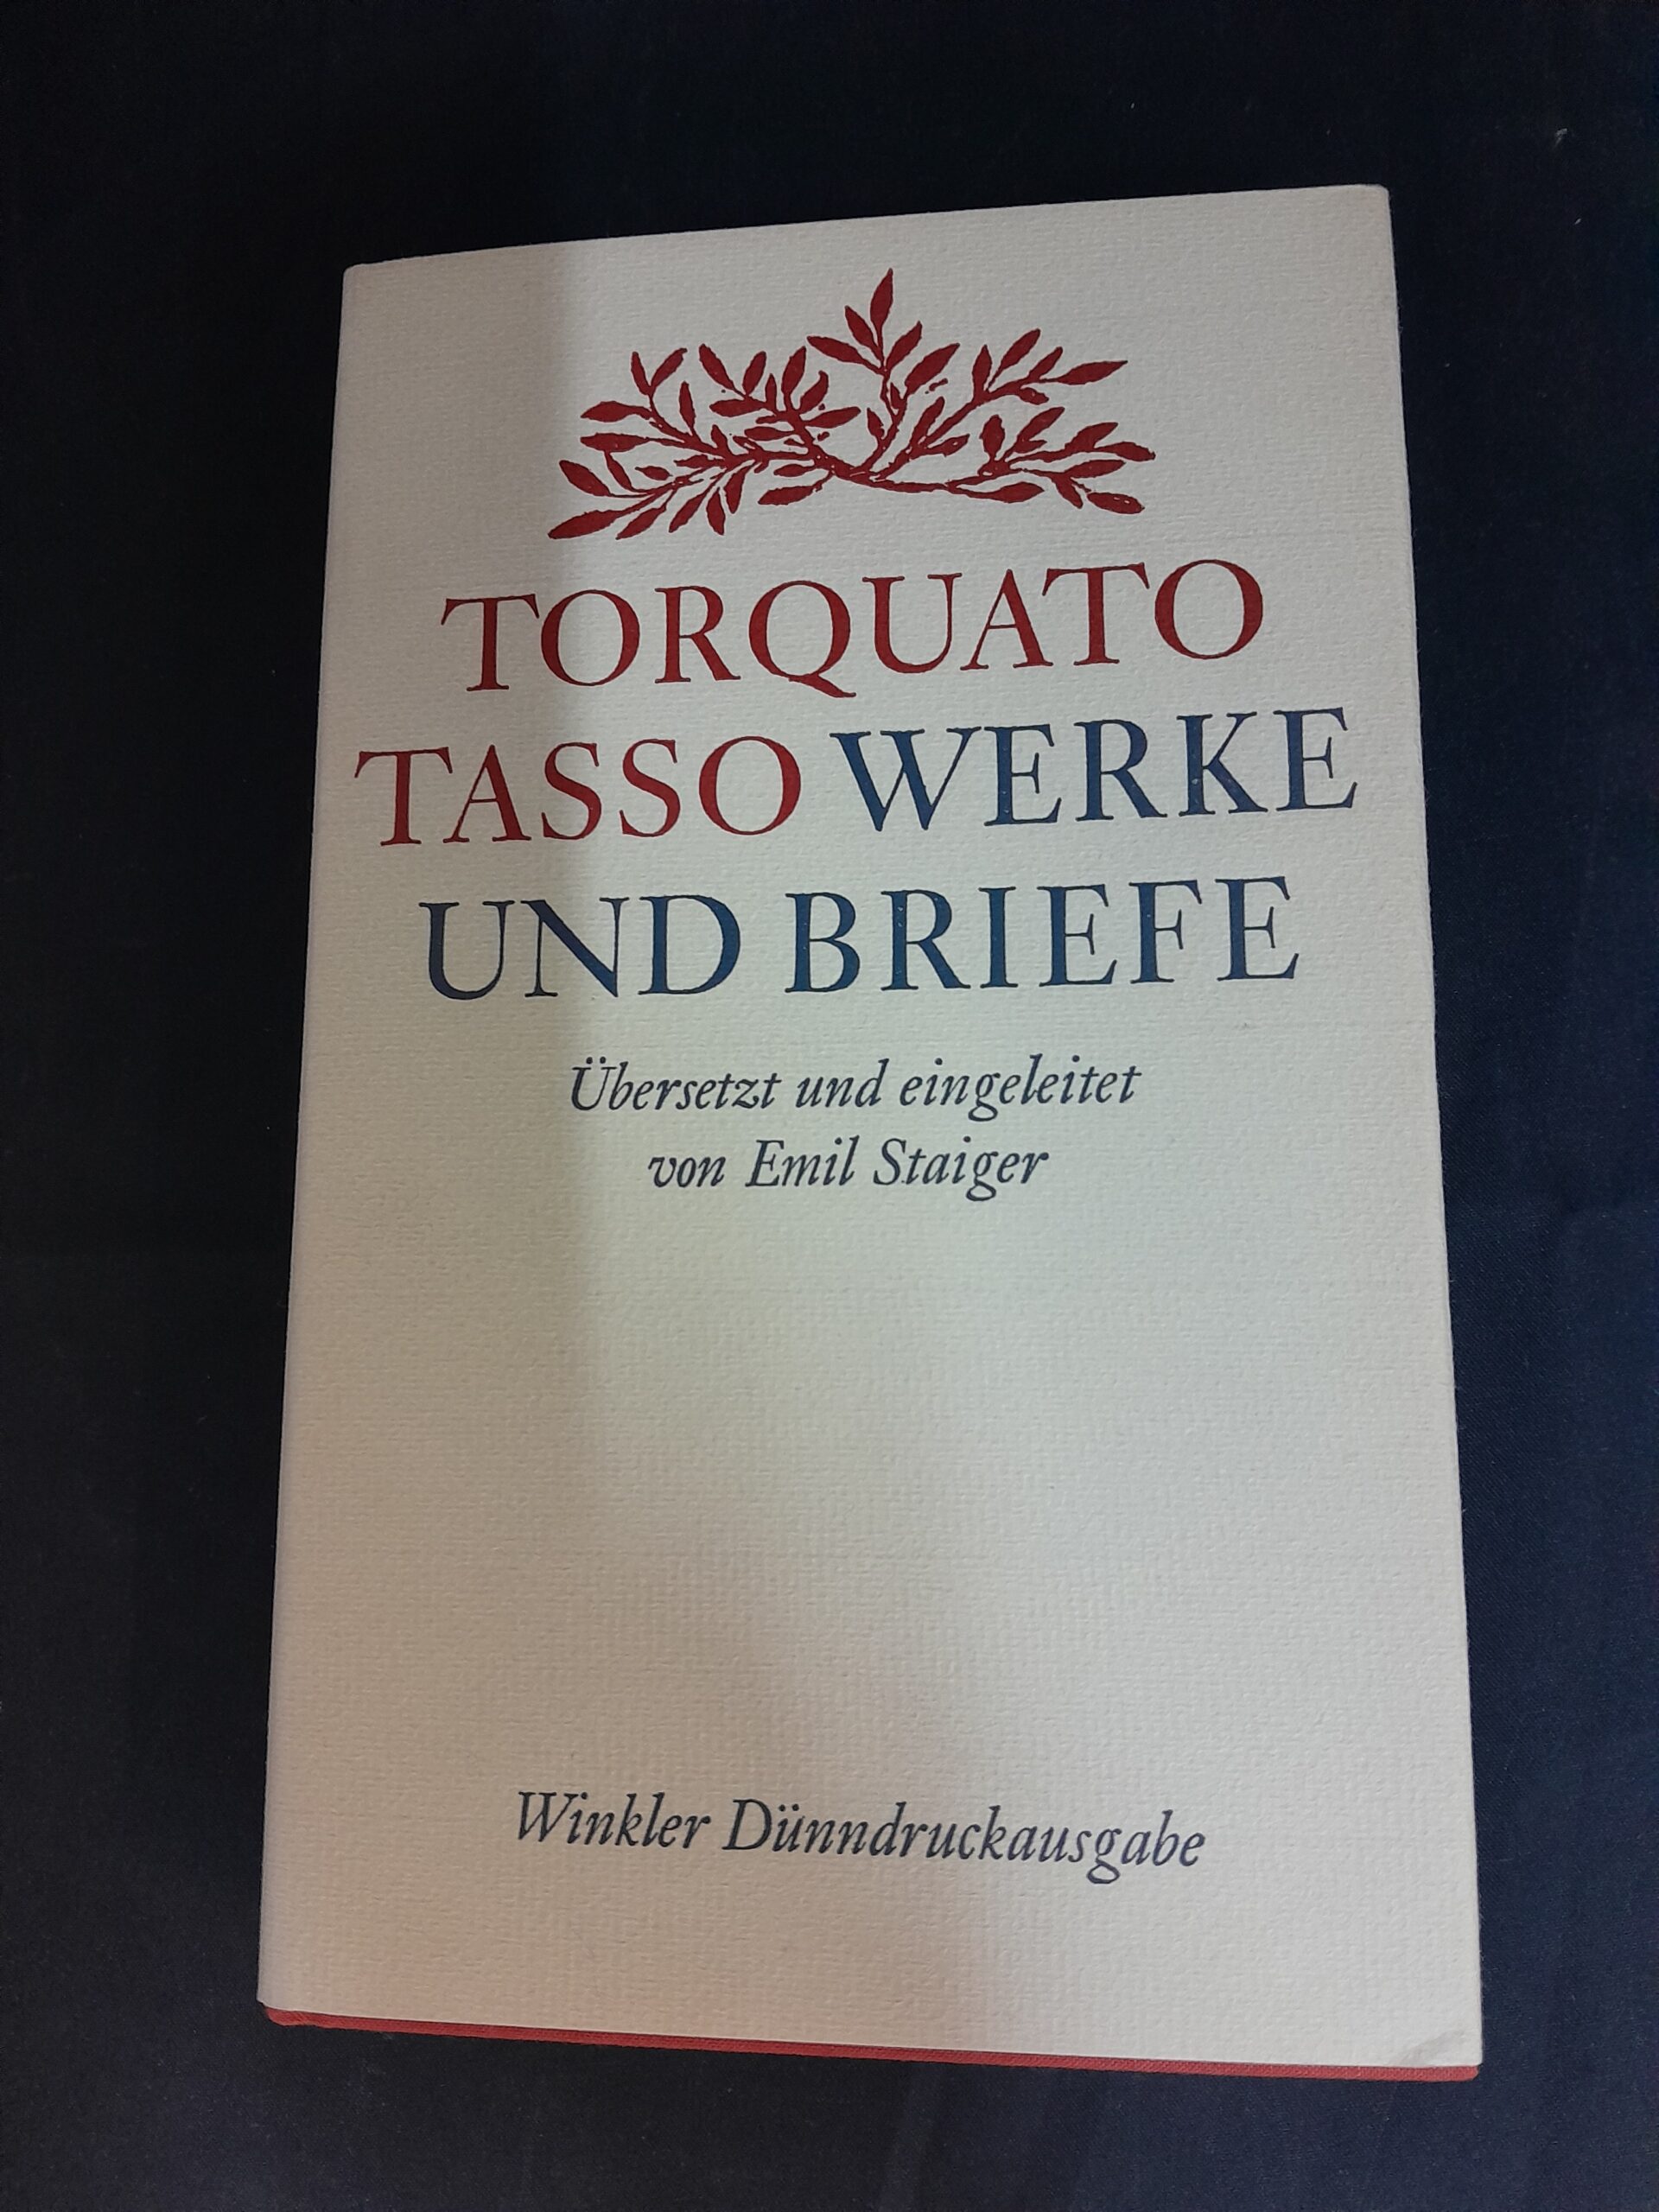 TORQUATO
TASSO WERKE
UND BRIEFE
Übersetzt und eingeleitet
von Emil Staiger
Winkler Dünndruckausgabe